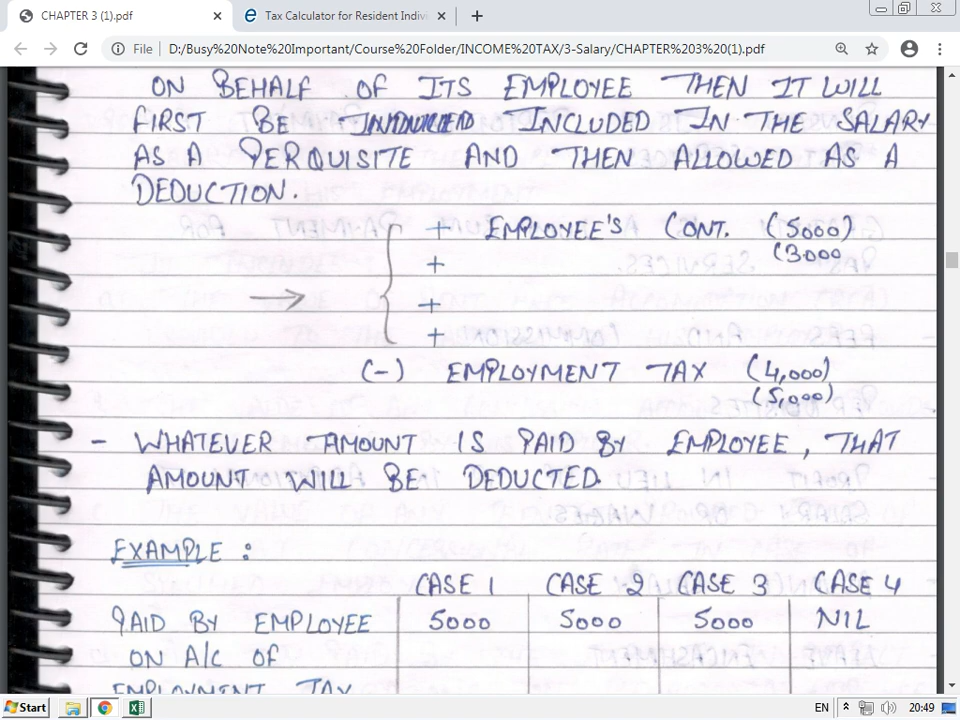 CHAPTER 3 (1).pdf
Tax Calculator for Resident Indivi
File
D:/Busy%20Note%20Important/Course%20Folder/INCOME%20TAX/3-Salary/CHAPTER%203%20(1).pdf
ON BEHALF OF ITS EMPLOYEE THEN IT WILL
FIRST BE INCLUDED IN THE SALARY
AS A PERQUISITE AND THEN ALLOWED AS A
DEDUCTION.
+ EMPLOYEE'S CONT. (5000)
+ (3000
+
+
(-) EMPLOYMENT TAX (4,000)
(5,000)
- WHATEVER AMOUNT IS PAID BY EMPLOYEE, THAT
AMOUNT WILL BE DEDUCTED.
EXAMPLE :
CASE 1 CASE 2 CASE 3 CASE 4
PAID BY EMPLOYEE 5000 5000 5000 NIL
ON A/C OF
EMPLOYMENT TAX
Start
EN
20:49